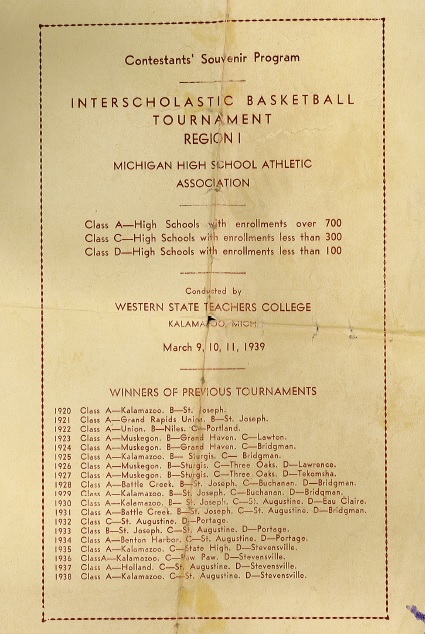 Contestants' Souvenir Program
INTERSCHOLASTIC BASKETBALL
TOURNAMENT
REGION I
MICHIGAN HIGH SCHOOL ATHLETIC
ASSOCIATION
Class A—High Schools with enrollments over 700
Class C—High Schools with enrollments less than 300
Class D—High Schools with enrollments less than 100
Conducted by
WESTERN STATE TEACHERS COLLEGE
KALAMAZOO, MICH.
March 9, 10, 11, 1939
WINNERS OF PREVIOUS TOURNAMENTS
1920 Class A—Kalamazoo. B—St. Joseph.
1921 Class A—Grand Rapids Union. B—St. Joseph.
1922 Class A—Union. B—Niles. C—Portland.
1923 Class A—Muskegon. B—Grand Haven. C—Lawton.
1924 Class A—Muskegon. B—Grand Haven. C—Bridgman.
1925 Class A—Kalamazoo. B—Sturgis. C—Bridgman.
1926 Class A—Muskegon. B—Sturgis. C—Three Oaks. D—Lawrence.
1927 Class A—Muskegon. B—Sturgis. C—Three Oaks. D—Tekonsha.
1928 Class A—Battle Creek. B—St. Joseph. C—Buchanan. D—Bridgman.
1929 Class A—Kalamazoo. B—St. Joseph. C—Buchanan. D—Bridgman.
1930 Class A—Kalamazoo. B—St. Joseph. C—St. Augustine. D—Eau Claire.
1931 Class A—Battle Creek. B—St. Joseph. C—St. Augustine. D—Bridgman.
1932 Class C—St. Augustine. D—Portage.
1933 Class B—St. Joseph. C—St. Augustine. D—Portage.
1934 Class A—Benton Harbor. C—St. Augustine. D—Portage.
1935 Class A—Kalamazoo. C—State High. D—Stevensville.
1936 ClassA—Kalamazoo. C—Paw Paw. D—Stevensville.
1937 Class A—Holland. C—St. Augustine. D—Stevensville.
1938 Class A—Kalamazoo. C—St. Augustine. D—Stevensville.